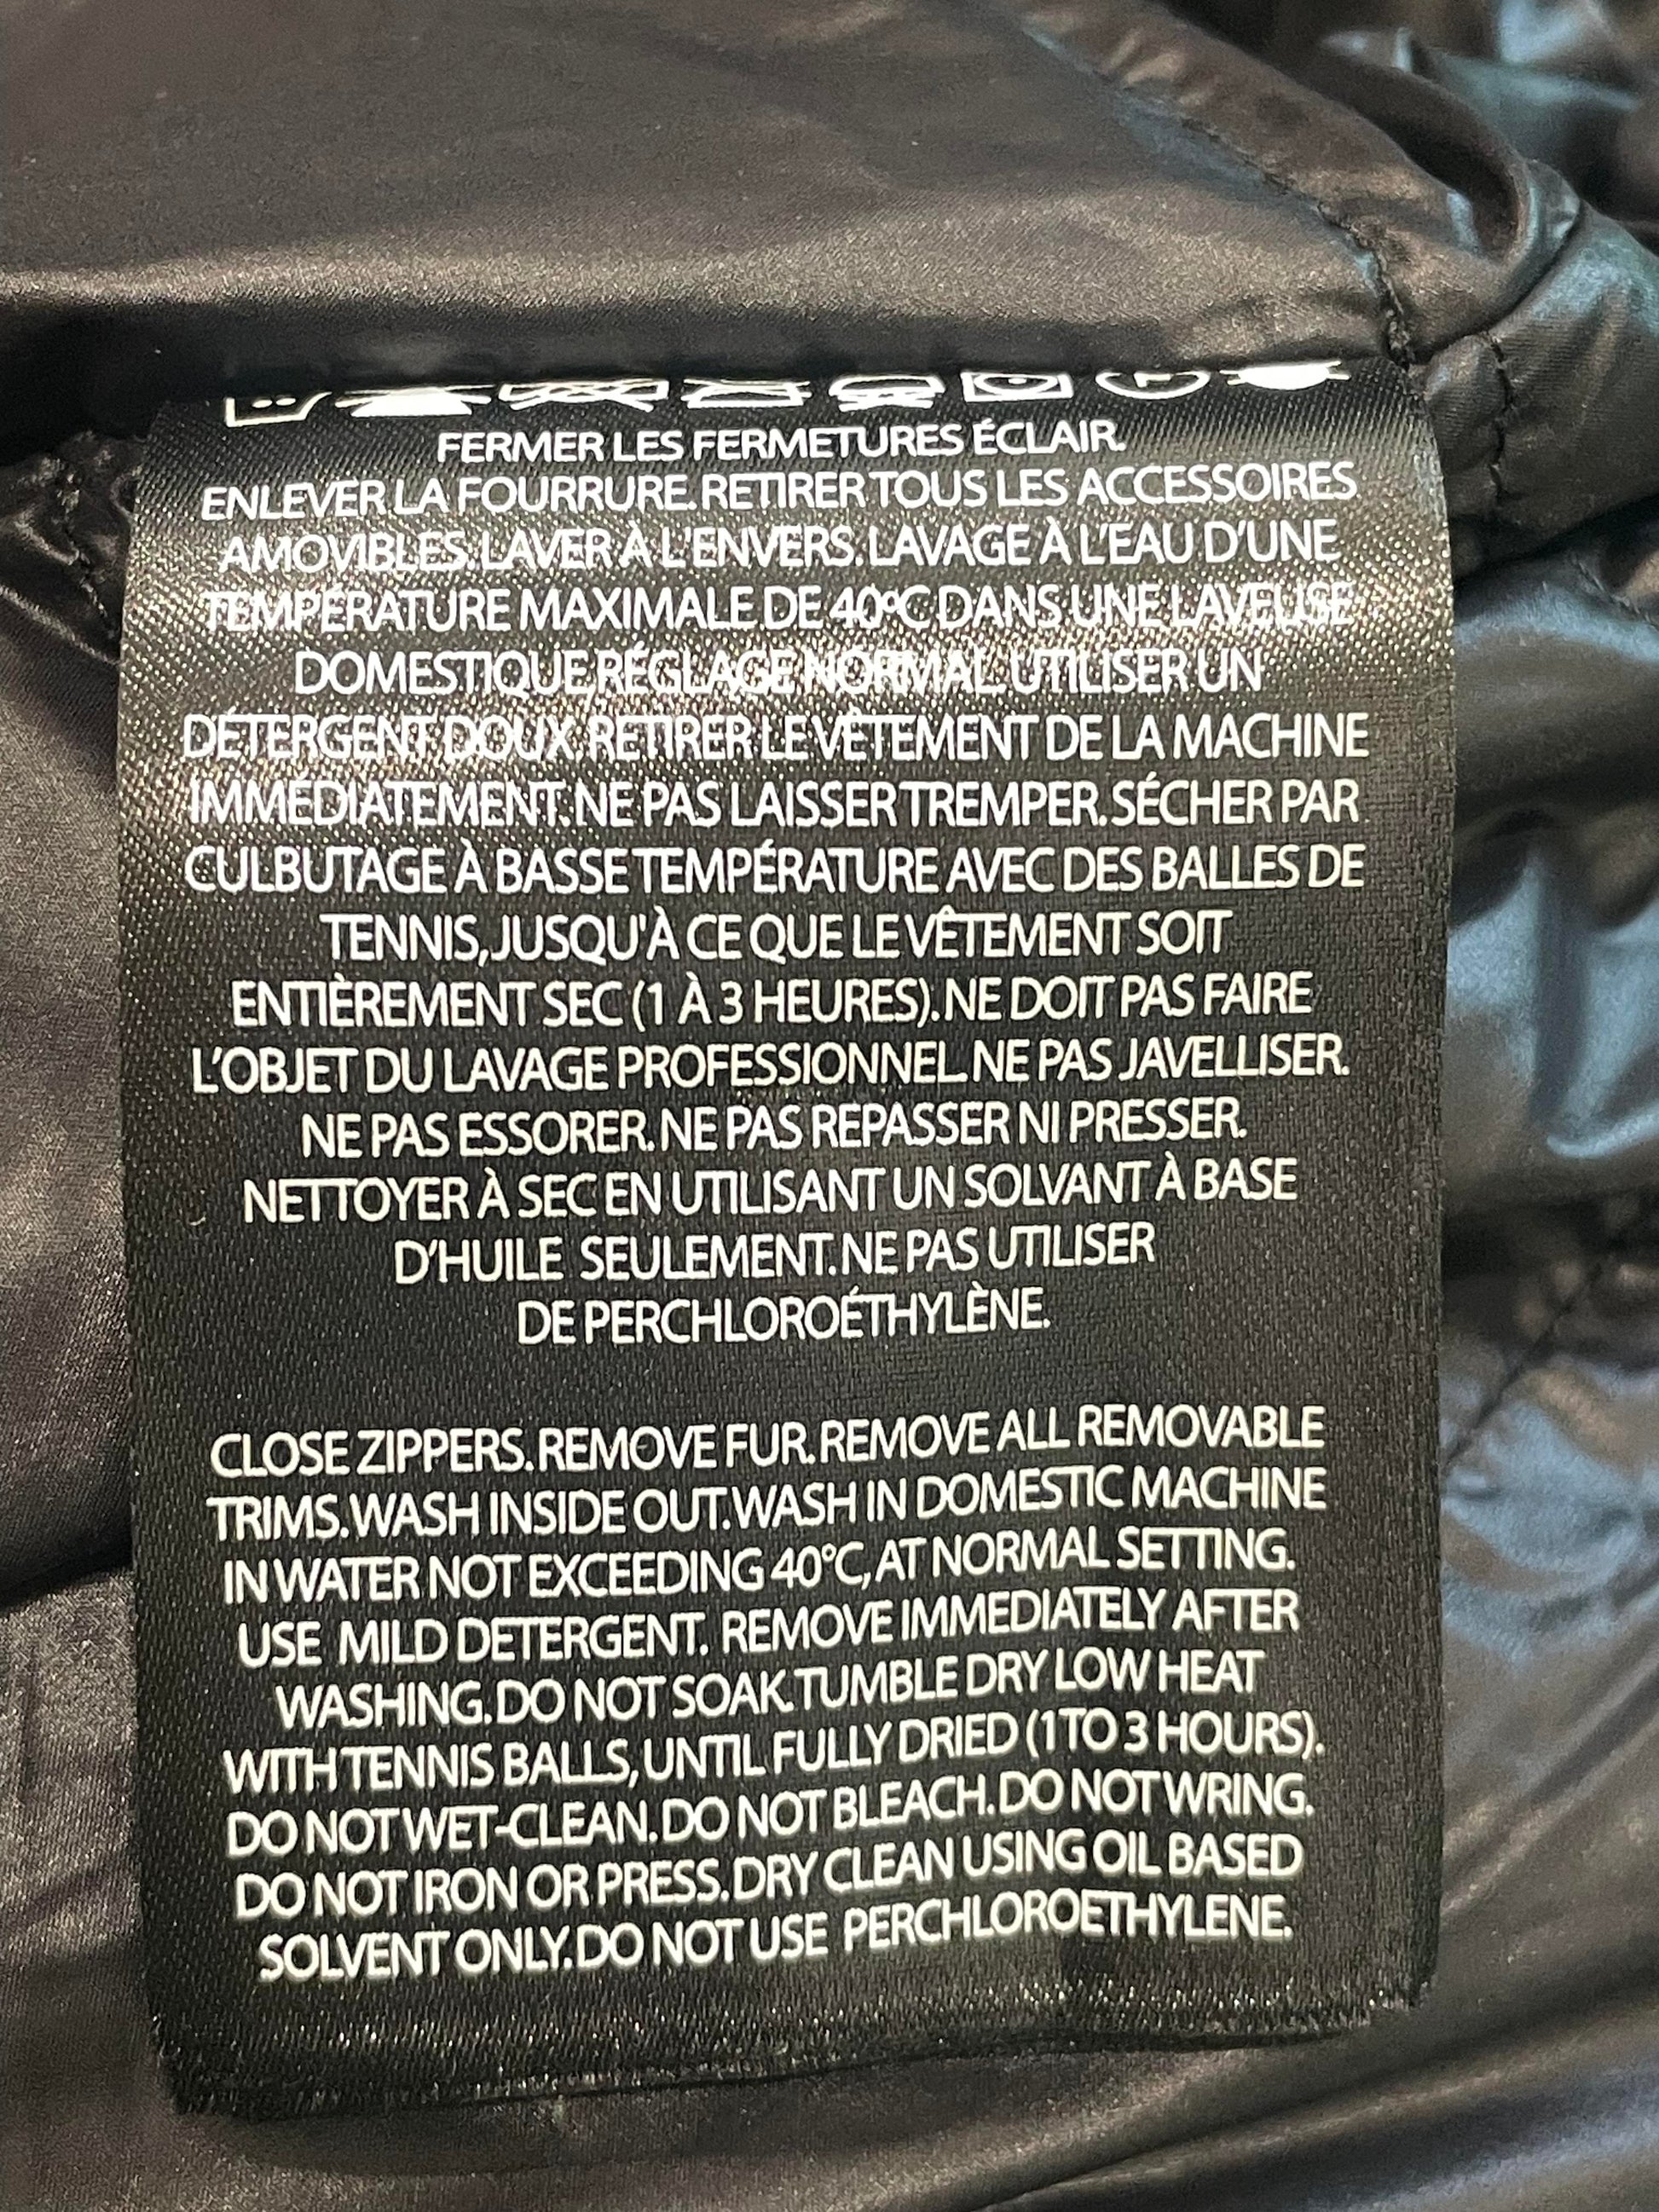 FERMER LES FERMETURES ÉCLAIR.
ENLEVER LA FOURRURE. RETIRER TOUS LES ACCESSOIRES
AMOVIBLES. LAVER À L'ENVERS. LAVAGE À L'EAU D'UNE
TEMPÉRATURE MAXIMALE DE 40°C DANS UNE LAVEUSE
DOMESTIQUE, RÉGLAGE NORMAL. UTILISER UN
DÉTERGENT DOUX. RETIRER LE VÊTEMENT DE LA MACHINE
IMMÉDIATEMENT. NE PAS LAISSER TREMPER. SÉCHER PAR
CULBUTAGE À BASSE TEMPÉRATURE AVEC DES BALLES DE
TENNIS, JUSQU'À CE QUE LE VÊTEMENT SOIT
ENTIÈREMENT SEC (1 À 3 HEURES). NE DOIT PAS FAIRE
L'OBJET DU LAVAGE PROFESSIONNEL. NE PAS JAVELLISER.
NE PAS ESSORER. NE PAS REPASSER NI PRESSER.
NETTOYER À SEC EN UTILISANT UN SOLVANT À BASE
D'HUILE SEULEMENT. NE PAS UTILISER
DE PERCHLOROÉTHYLÈNE.
CLOSE ZIPPERS. REMOVE FUR. REMOVE ALL REMOVABLE
TRIMS. WASH INSIDE OUT. WASH IN DOMESTIC MACHINE
IN WATER NOT EXCEEDING 40°C, AT NORMAL SETTING.
USE MILD DETERGENT. REMOVE IMMEDIATELY AFTER
WASHING. DO NOT SOAK. TUMBLE DRY LOW HEAT
WITH TENNIS BALLS, UNTIL FULLY DRIED (1 TO 3 HOURS).
DO NOT WET-CLEAN. DO NOT BLEACH. DO NOT WRING.
DO NOT IRON OR PRESS. DRY CLEAN USING OIL BASED
SOLVENT ONLY. DO NOT USE PERCHLOROETHYLENE.